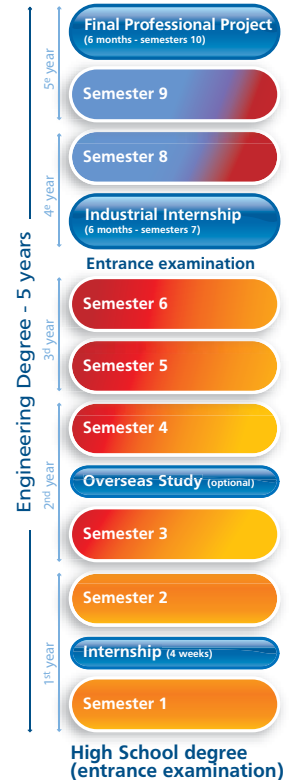 Final Professional Project
(6 months - semesters 10)
Semester 9
Semester 8
Industrial Internship
(6 months - semesters 7)
Entrance examination
Semester 6
Semester 5
Semester 4
Overseas Study (optional)
Semester 3
Semester 2
Internship (4 weeks)
Semester 1
High School degree
(entrance examination)
5e year
4e year
3d year
2nd year
1st year
Engineering Degree - 5 years